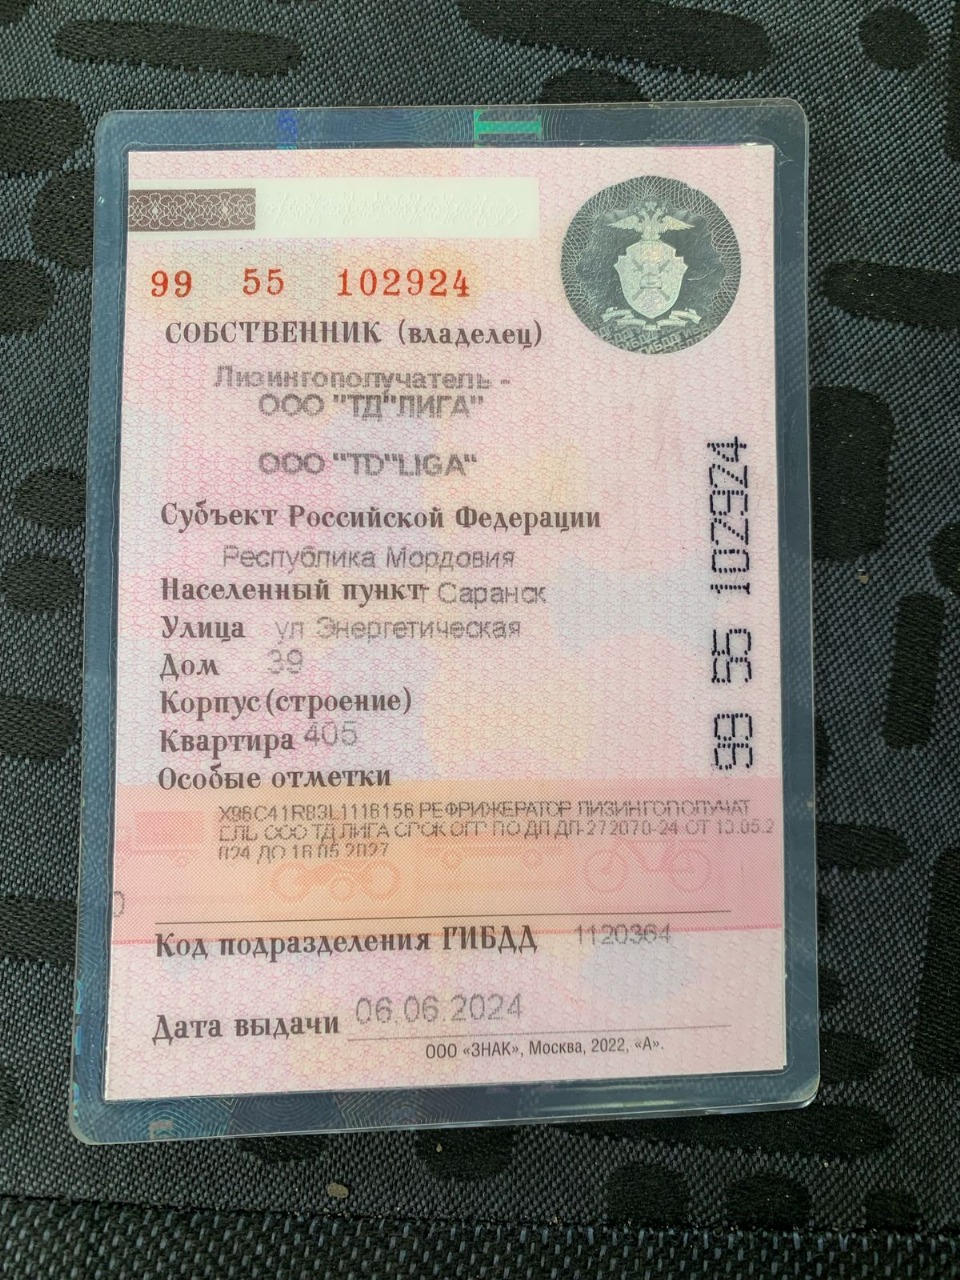 99 55 102924
СОБСТВЕННИК (владелец)
Лизингополучатель -
ООО "ТД"ЛИГА"
ООО "TD"LIGA"
Субъект Российской Федерации
Республика Мордовия
Населенный пункт г Саранск
Улица ул Энергетическая
Дом 39
Корпус (строение)
Квартира 405
Особые отметки
РЕФРИЖЕРАТОР ЛИЗИНГОПОЛУЧАТ
ЕЛЬ ООО ТД ЛИГА СРОК ОГР ПО ДЛ ДЛ-272070-24 ОТ 13.05.2
024 ДО 16.05.2027
Код подразделения ГИБДД 1120364
Дата выдачи 06.06.2024
ООО «ЗНАК», Москва, 2022, «А».
99 55 102924